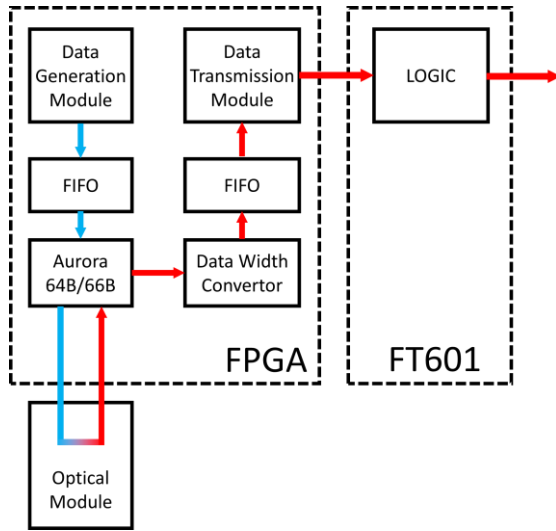 Data
Generation
Module
Data
Transmission
Module
LOGIC
FIFO
FIFO
Aurora
64B/66B
Data Width
Convertor
FPGA
FT601
Optical
Module